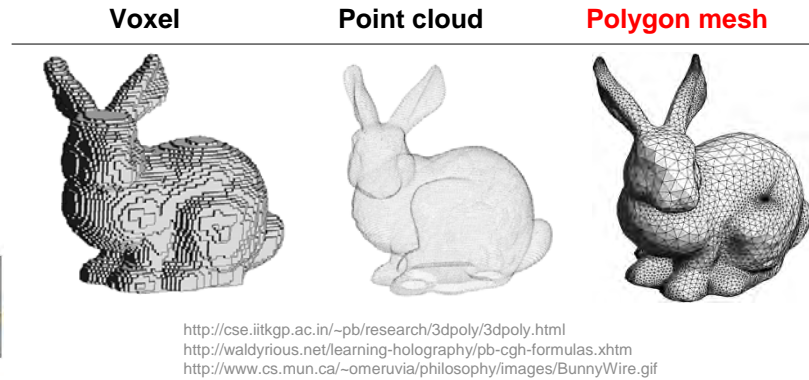 Voxel Point cloud Polygon mesh
http://cse.iitkgp.ac.in/~pb/research/3dpoly/3dpoly.html
http://waldyrious.net/learning-holography/pb-cgh-formulas.xhtm
http://www.cs.mun.ca/~omeruvia/philosophy/images/BunnyWire.gif